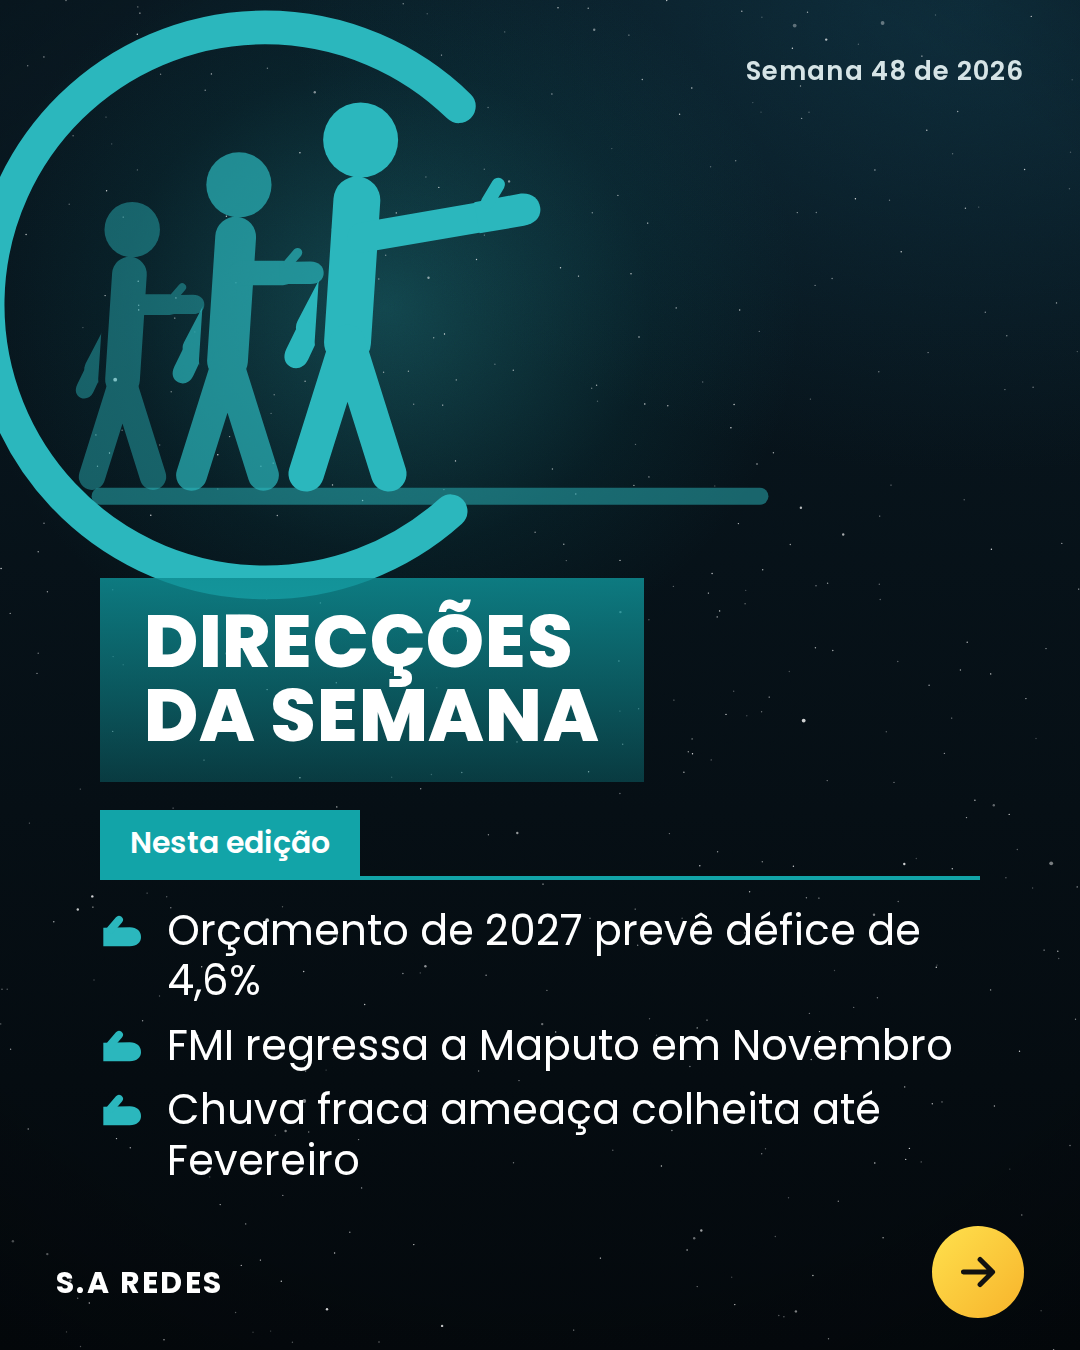 Semana 48 de 2026
DIRECÇÕES
DA SEMANA
Nesta edição
Orçamento de 2027 prevê défice de
4,6%
FMI regressa a Maputo em Novembro
Chuva fraca ameaça colheita até
Fevereiro
S.A REDES